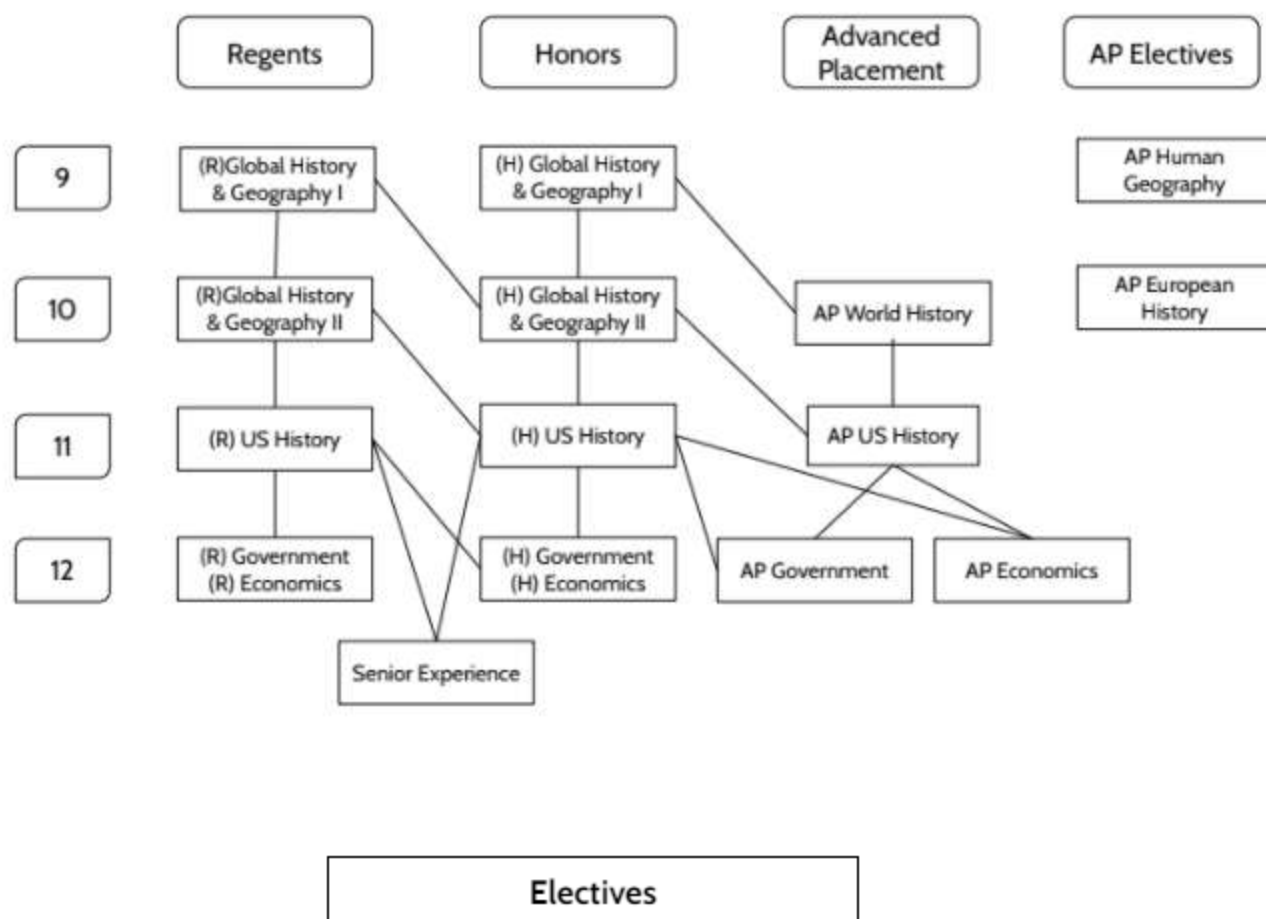 Regents
Honors
Advanced
Placement
AP Electives
9
(R)Global History
& Geography I
(H) Global History
& Geography I
AP Human
Geography
10
(R)Global History
& Geography II
(H) Global History
& Geography II
AP World History
AP European
History
11
(R) US History
(H) US History
AP US History
12
(R) Government
(R) Economics
(H) Government
(H) Economics
AP Government
AP Economics
Senior Experience
Electives